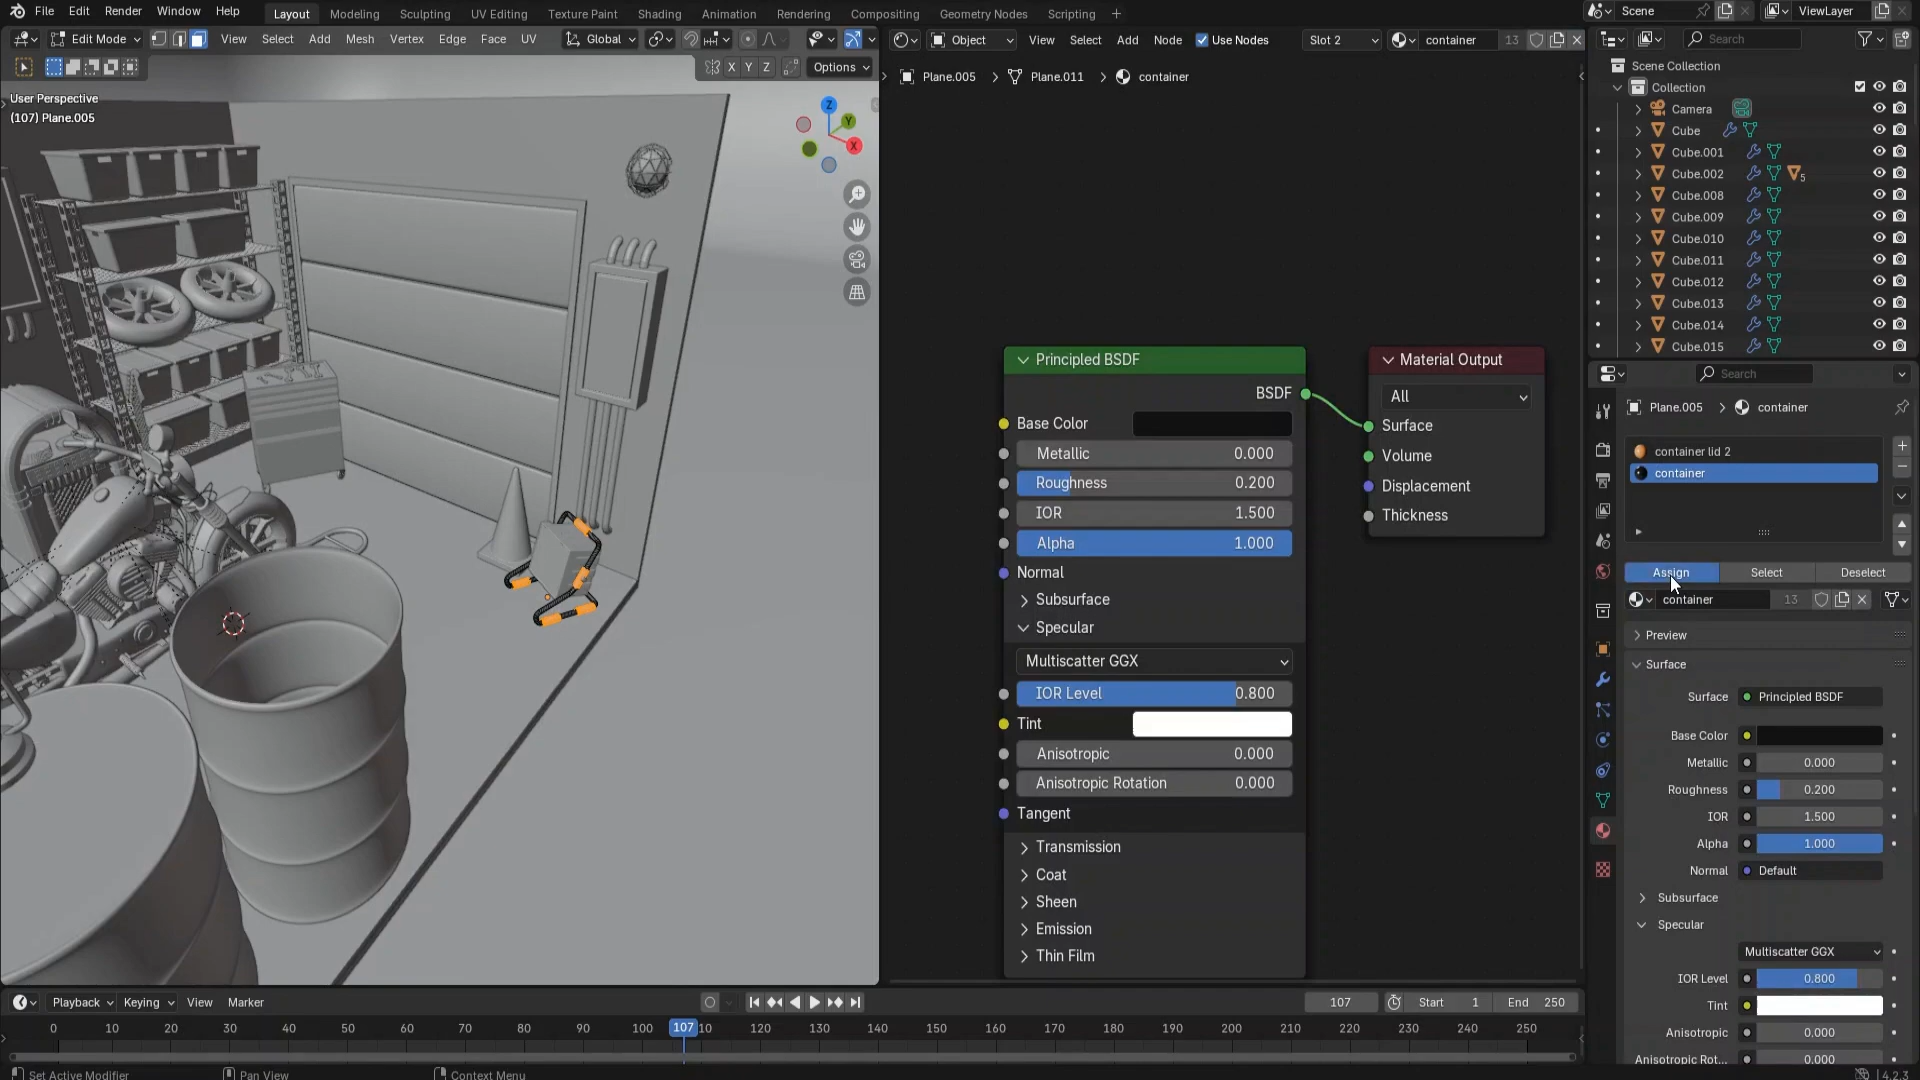 File Edit Render Window Help Layout Modeling Sculpting UV Editing Texture Paint Shading Animation Rendering Compositing Geometry Nodes Scripting + Scene ViewLayer
Edit Mode View Select Add Mesh Vertex Edge Face UV Global Object View Select Add Node Use Nodes Slot 2 container 13 Search
X Y Z Options
Scene Collection
Collection
Camera
Cube
Cube.001
Cube.002 5
Cube.008
Cube.009
Cube.010
Cube.011
Cube.012
Cube.013
Cube.014
Cube.015
User Perspective
(107) Plane.005
Z
Y
X
Plane.005 > Plane.011 > container
Principled BSDF
BSDF
Base Color
Metallic 0.000
Roughness 0.200
IOR 1.500
Alpha 1.000
Normal
Subsurface
Specular
Multiscatter GGX
IOR Level 0.800
Tint
Anisotropic 0.000
Anisotropic Rotation 0.000
Tangent
Transmission
Coat
Sheen
Emission
Thin Film
Material Output
All
Surface
Volume
Displacement
Thickness
Search
Plane.005 > container
container lid 2
container
Assign Select Deselect
container 13
Preview
Surface
Surface Principled BSDF
Base Color
Metallic 0.000
Roughness 0.200
IOR 1.500
Alpha 1.000
Normal Default
Subsurface
Specular
Multiscatter GGX
IOR Level 0.800
Tint
Anisotropic 0.000
Anisotropic Rot... 0.000
Playback Keying View Marker 107 Start 1 End 250
0 10 20 30 40 50 60 70 80 90 100 107 10 120 130 140 150 160 170 180 190 200 210 220 230 240 250
Set Active Modifier Pan View Context Menu 4.2.3